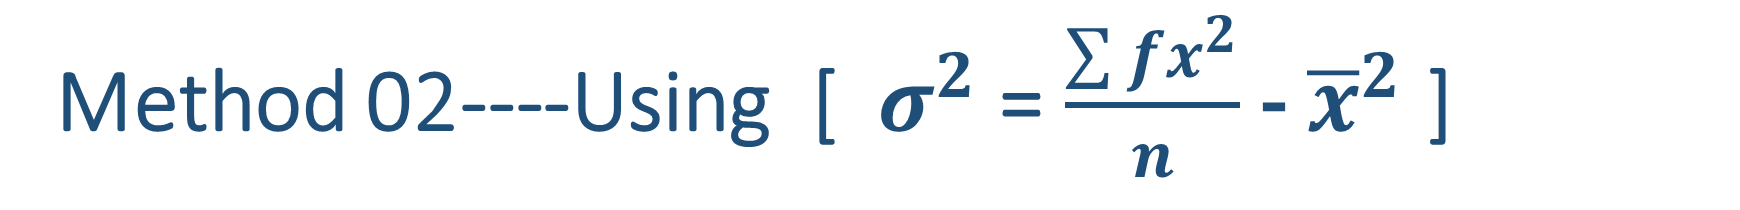 Method 02----Using [ σ² = ∑ fx² / n - x̅² ]